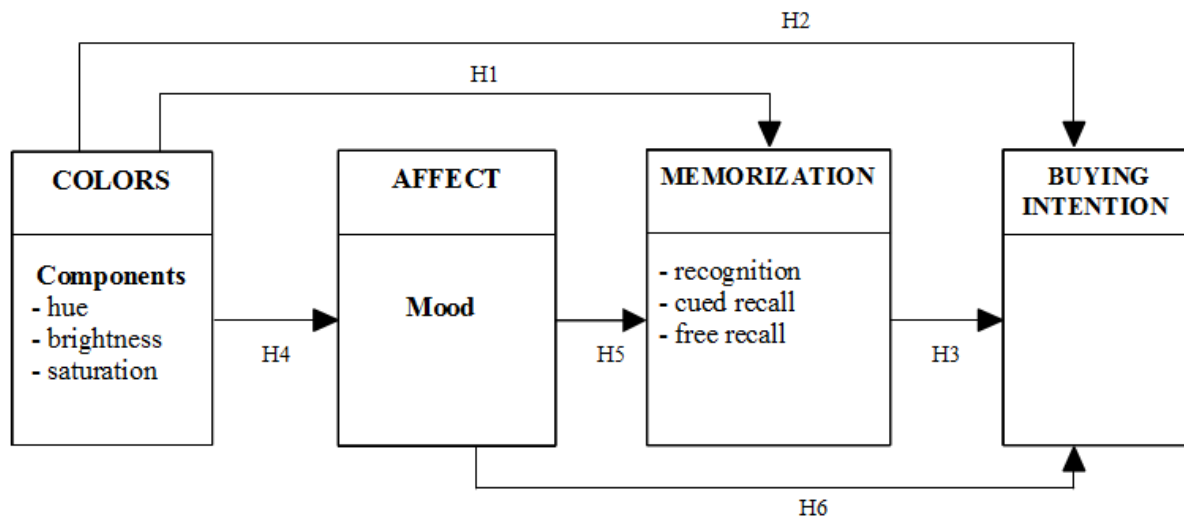 H2
H1
COLORS
Components
- hue
- brightness
- saturation
H4
AFFECT
Mood
H5
MEMORIZATION
- recognition
- cued recall
- free recall
H3
BUYING
INTENTION
H6